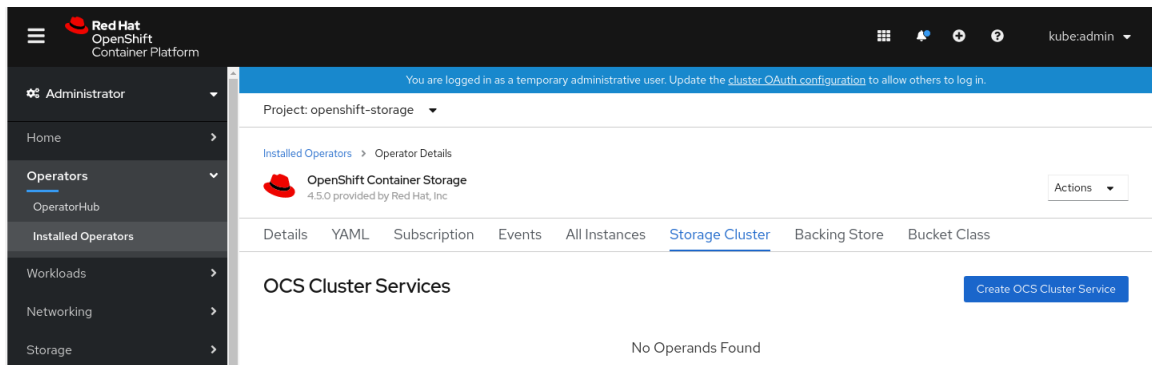 Red Hat
OpenShift
Container Platform
kube:admin
Administrator
Home
Operators
OperatorHub
Installed Operators
Workloads
Networking
Storage
You are logged in as a temporary administrative user. Update the cluster OAuth configuration to allow others to log in.
Project: openshift-storage
Installed Operators > Operator Details
OpenShift Container Storage
4.5.0 provided by Red Hat, Inc
Actions
Details YAML Subscription Events All Instances Storage Cluster Backing Store Bucket Class
OCS Cluster Services
Create OCS Cluster Service
No Operands Found